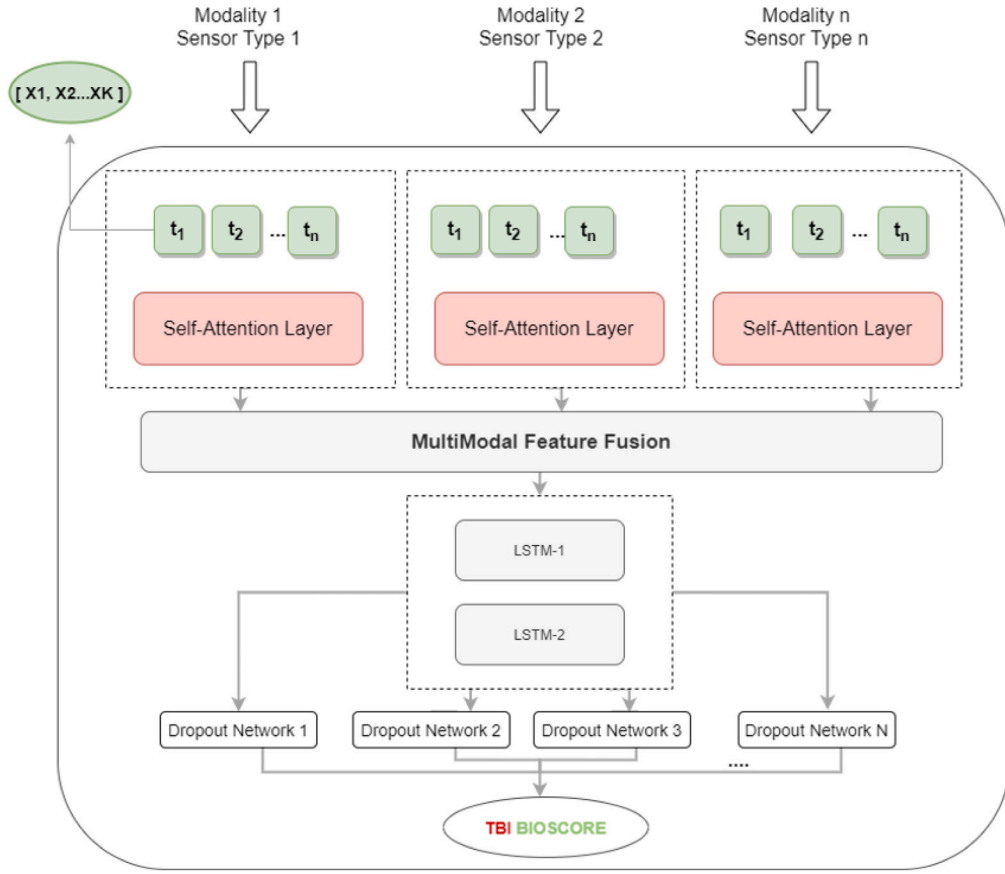 Modality 1
Sensor Type 1
Modality 2
Sensor Type 2
Modality n
Sensor Type n
[ X1, X2...XK ]
t1 t2 ... tn
t1 t2 ... tn
t1 t2 ... tn
Self-Attention Layer
Self-Attention Layer
Self-Attention Layer
MultiModal Feature Fusion
LSTM-1
LSTM-2
Dropout Network 1
Dropout Network 2
Dropout Network 3
Dropout Network N
....
TBI BIOSCORE